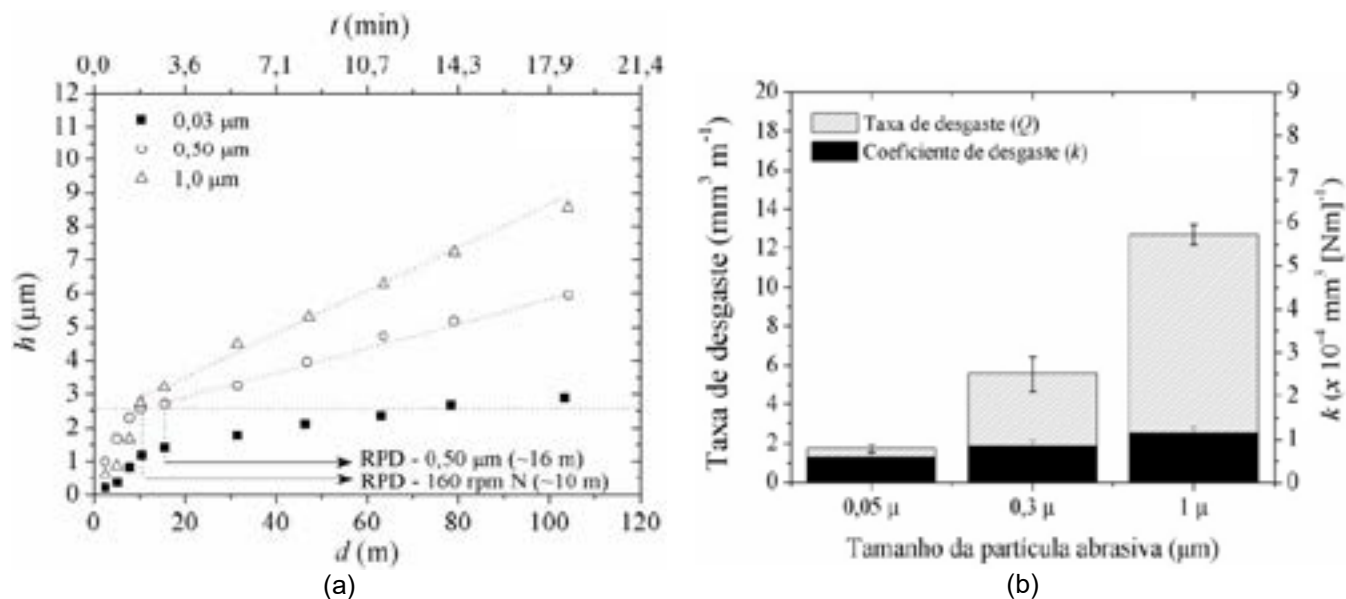 t (min)
0,0 3,6 7,1 10,7 14,3 17,9 21,4
12
11
10
9
8
7
6
5
4
3
2
1
0
h (μm)
0,03 μm
0,50 μm
1,0 μm
RPD - 0,50 μm (~16 m)
RPD - 160 rpm N (~10 m)
0 20 40 60 80 100 120
d (m)
(a)
20
18
16
14
12
10
8
6
4
2
0
Taxa de desgaste (mm³ m⁻¹)
Taxa de desgaste (Q)
Coeficiente de desgaste (k)
9
8
7
6
5
4
3
2
1
0
k (x 10⁻⁴ mm³ [Nm]⁻¹)
0,05 μ 0,3 μ 1 μ
Tamanho da partícula abrasiva (μm)
(b)